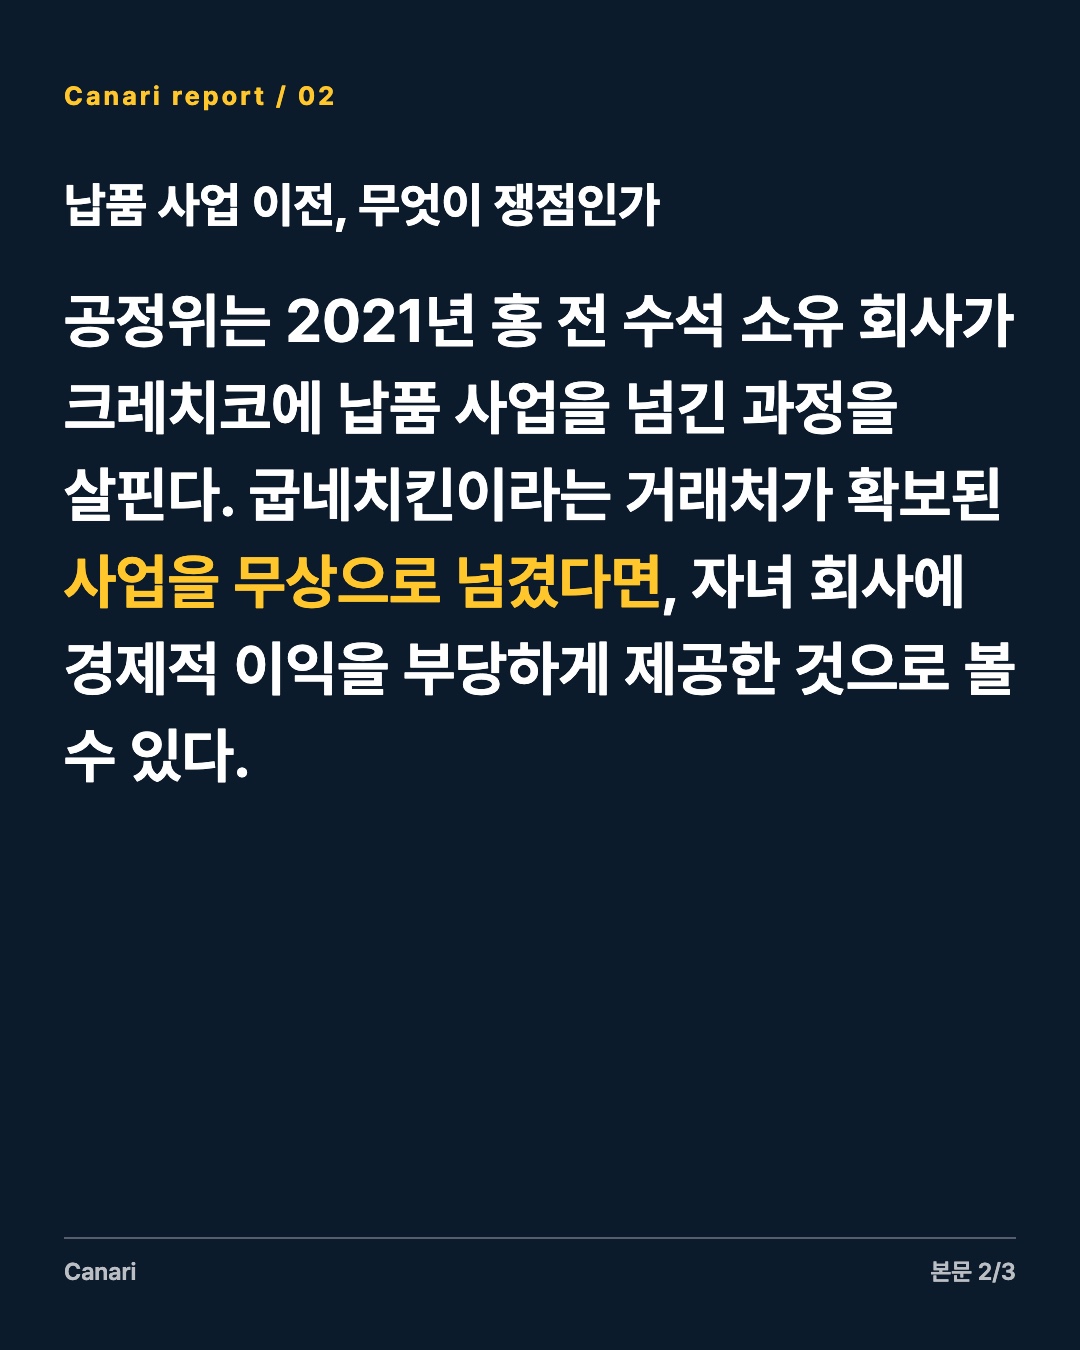 Canari report / 02
납품 사업 이전, 무엇이 쟁점인가
공정위는 2021년 홍 전 수석 소유 회사가
크레치코에 납품 사업을 넘긴 과정을
살핀다. 굽네치킨이라는 거래처가 확보된
사업을 무상으로 넘겼다면, 자녀 회사에
경제적 이익을 부당하게 제공한 것으로 볼
수 있다.
Canari
본문 2/3